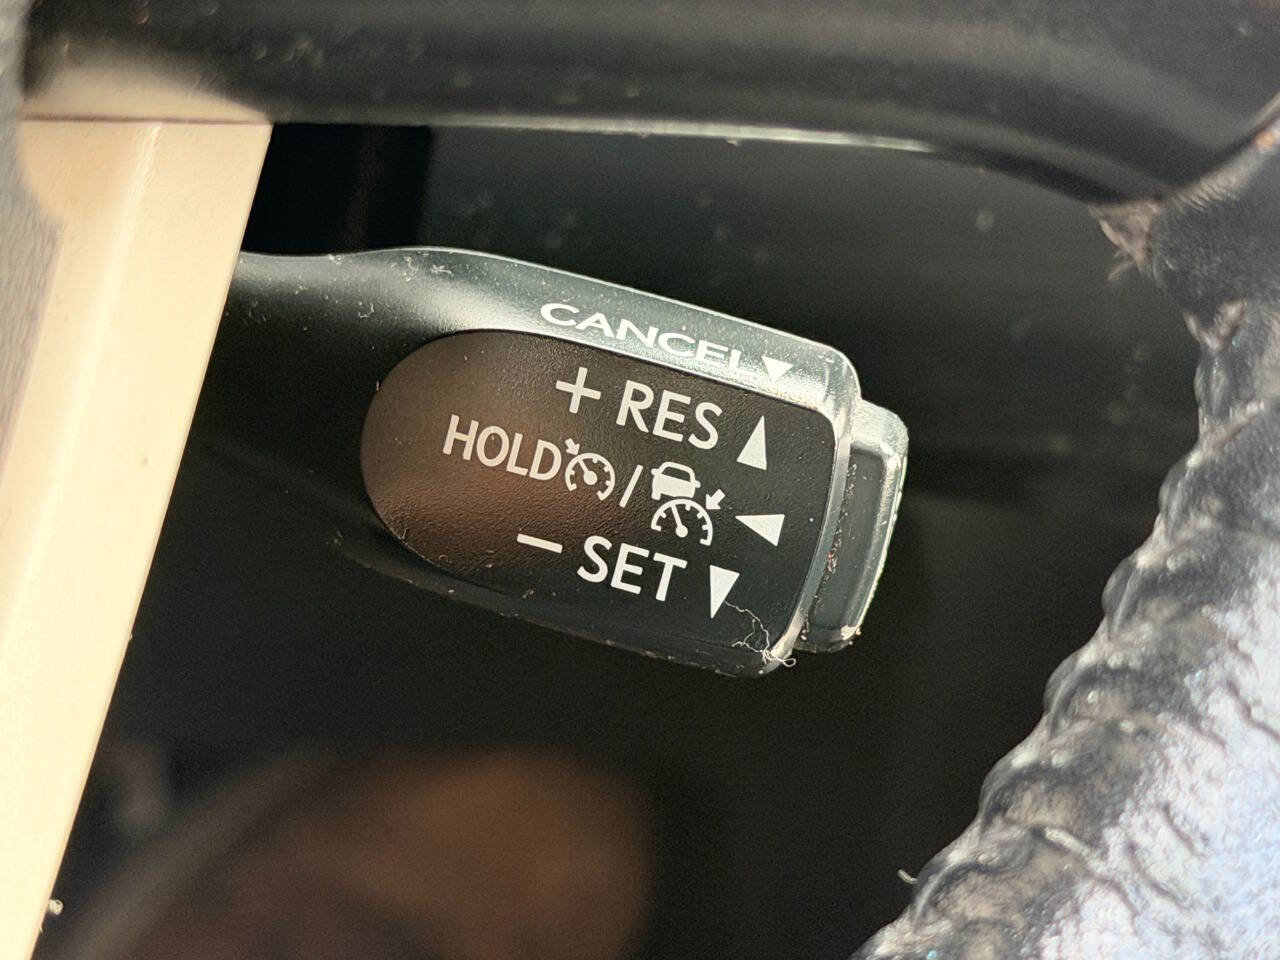 CANCEL▼
+ RES ▲
HOLD / ◀
− SET ▼